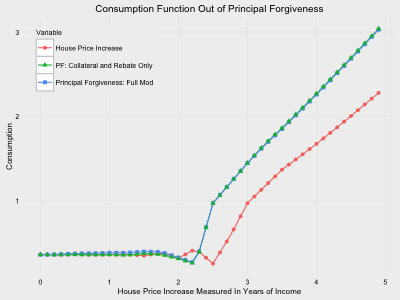 Consumption Function Out of Principal Forgiveness
Variable
House Price Increase
PF: Collateral and Rebate Only
Principal Forgiveness: Full Mod
Consumption
3
2
1
0 1 2 3 4 5
House Price Increase Measured In Years of Income